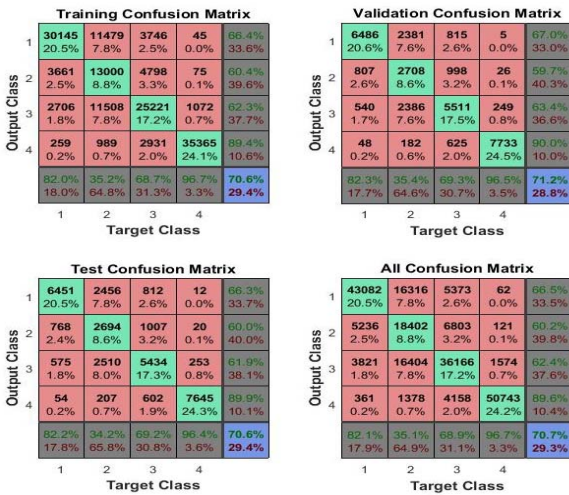 Training Confusion Matrix
Output Class
1
30145 11479 3746 45 66.4%
20.5% 7.8% 2.5% 0.0% 33.6%
2
3661 13000 4798 75 60.4%
2.5% 8.8% 3.3% 0.1% 39.6%
3
2706 11508 25221 1072 62.3%
1.8% 7.8% 17.2% 0.7% 37.7%
4
259 989 2931 35365 89.4%
0.2% 0.7% 2.0% 24.1% 10.6%
82.0% 35.2% 68.7% 96.7% 70.6%
18.0% 64.8% 31.3% 3.3% 29.4%
1 2 3 4
Target Class
Validation Confusion Matrix
Output Class
1
6486 2381 815 5 67.0%
20.6% 7.6% 2.6% 0.0% 33.0%
2
807 2708 998 26 59.7%
2.6% 8.6% 3.2% 0.1% 40.3%
3
540 2386 5511 249 63.4%
1.7% 7.6% 17.5% 0.8% 36.6%
4
48 182 625 7733 90.0%
0.2% 0.6% 2.0% 24.5% 10.0%
82.3% 35.4% 69.3% 96.5% 71.2%
17.7% 64.6% 30.7% 3.5% 28.8%
1 2 3 4
Target Class
Test Confusion Matrix
Output Class
1
6451 2456 812 12 66.3%
20.5% 7.8% 2.6% 0.0% 33.7%
2
768 2694 1007 20 60.0%
2.4% 8.6% 3.2% 0.1% 40.0%
3
575 2510 5434 253 61.9%
1.8% 8.0% 17.3% 0.8% 38.1%
4
54 207 602 7645 89.9%
0.2% 0.7% 1.9% 24.3% 10.1%
82.2% 34.2% 69.2% 96.4% 70.6%
17.8% 65.8% 30.8% 3.6% 29.4%
1 2 3 4
Target Class
All Confusion Matrix
Output Class
1
43082 16316 5373 62 66.5%
20.5% 7.8% 2.6% 0.0% 33.5%
2
5236 18402 6803 121 60.2%
2.5% 8.8% 3.2% 0.1% 39.8%
3
3821 16404 36166 1574 62.4%
1.8% 7.8% 17.2% 0.7% 37.6%
4
361 1378 4158 50743 89.6%
0.2% 0.7% 2.0% 24.2% 10.4%
82.1% 35.1% 68.9% 96.7% 70.7%
17.9% 64.9% 31.1% 3.3% 29.3%
1 2 3 4
Target Class